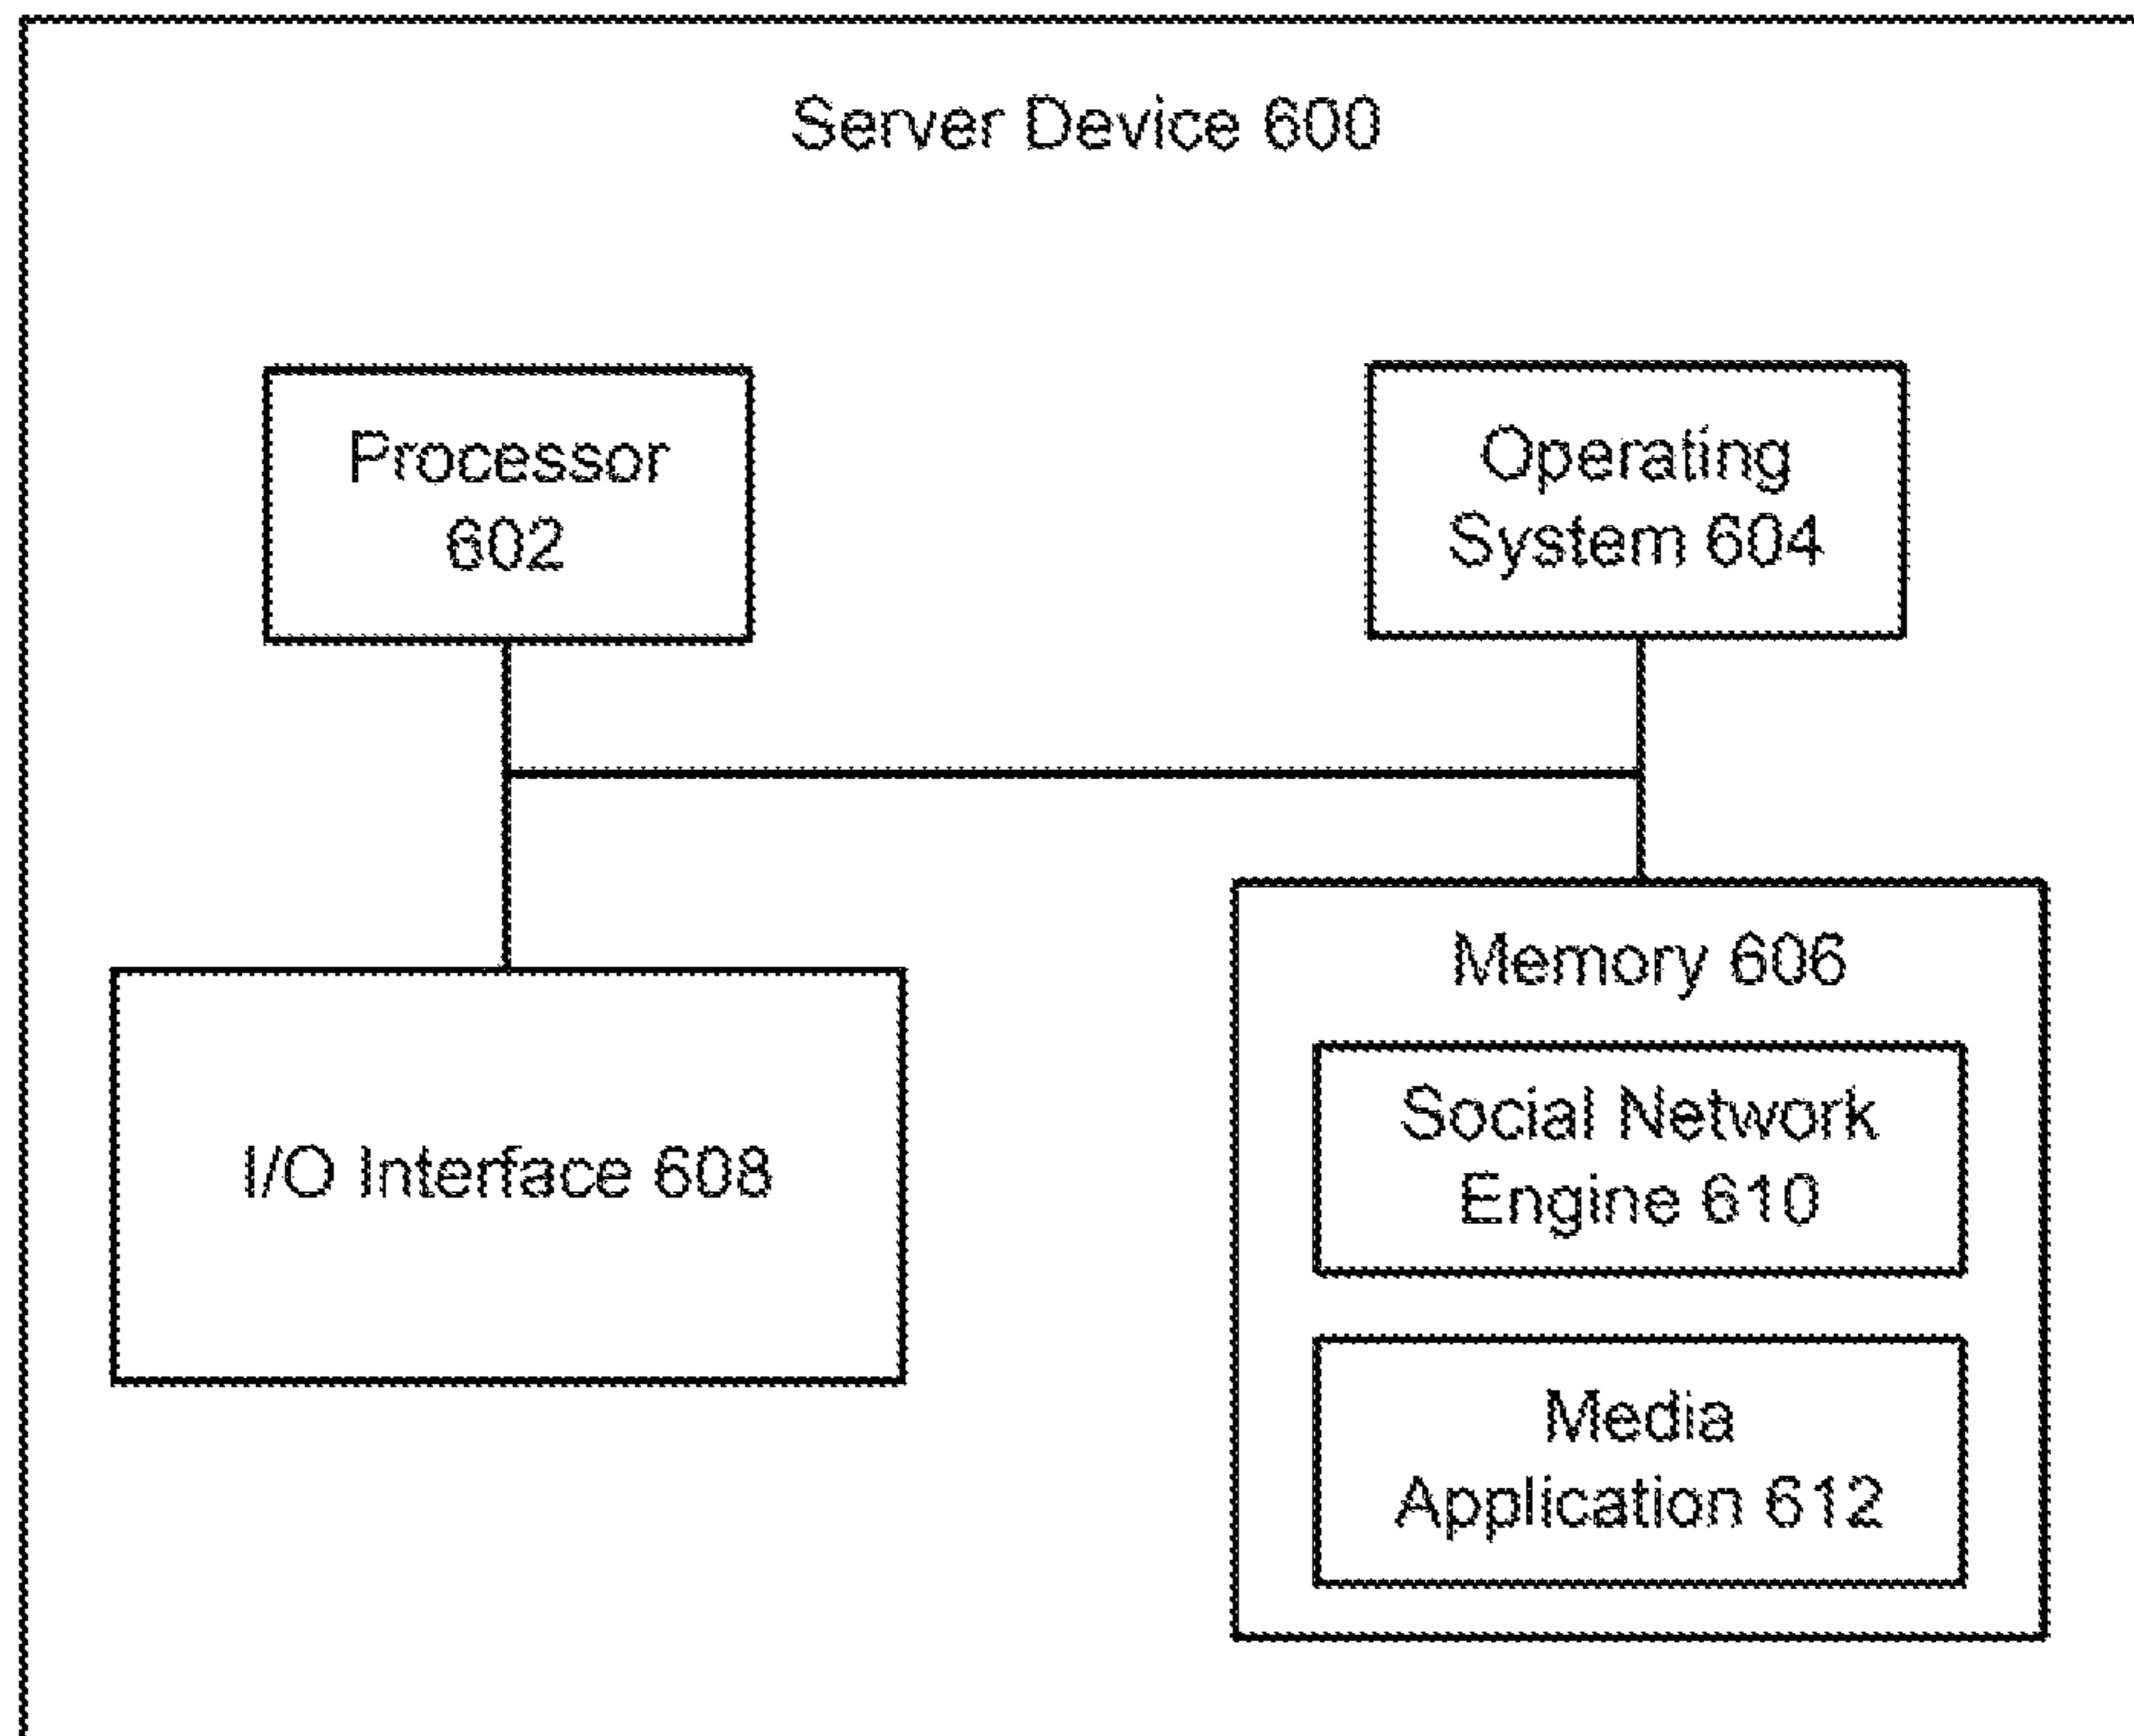 Server Device 600
Processor
602
Operating
System 604
I/O Interface 608
Memory 606
Social Network
Engine 610
Media
Application 612